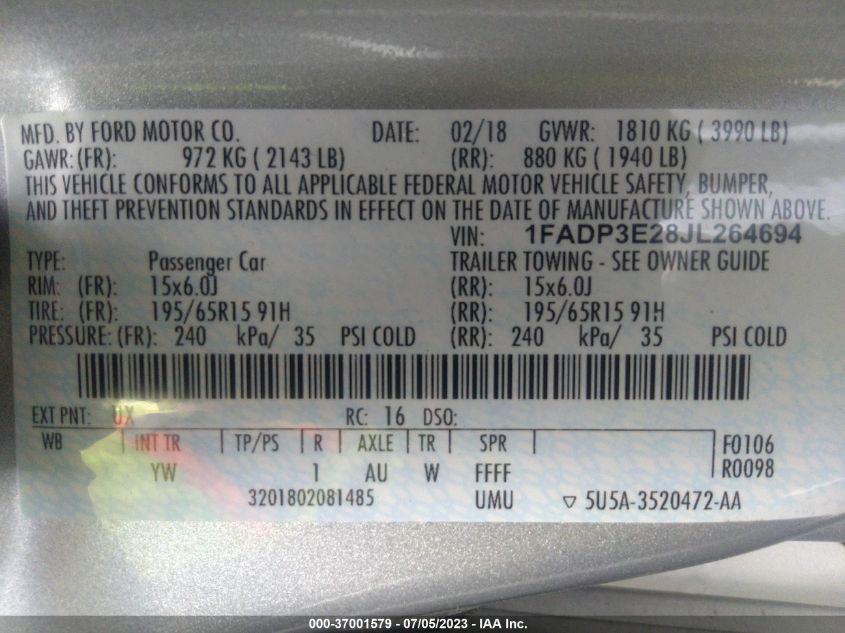 MFD. BY FORD MOTOR CO. DATE: 02/18 GVWR: 1810 KG ( 3990 LB)
GAWR: (FR): 972 KG ( 2143 LB) (RR): 880 KG ( 1940 LB)
THIS VEHICLE CONFORMS TO ALL APPLICABLE FEDERAL MOTOR VEHICLE SAFETY, BUMPER,
AND THEFT PREVENTION STANDARDS IN EFFECT ON THE DATE OF MANUFACTURE SHOWN ABOVE.
VIN: 1FADP3E28JL264694
TYPE: Passenger Car TRAILER TOWING - SEE OWNER GUIDE
RIM: (FR): 15x6.0J (RR): 15x6.0J
TIRE: (FR): 195/65R15 91H (RR): 195/65R15 91H
PRESSURE: (FR): 240 kPa/ 35 PSI COLD (RR): 240 kPa/ 35 PSI COLD
EXT PNT: UX RC: 16 DSO:
WB INT TR TP/PS R AXLE TR SPR F0106
YW 1 AU W FFFF R0098
3201802081485 UMU ▽ 5U5A-3520472-AA
000-37001579 - 07/05/2023 - IAA Inc.